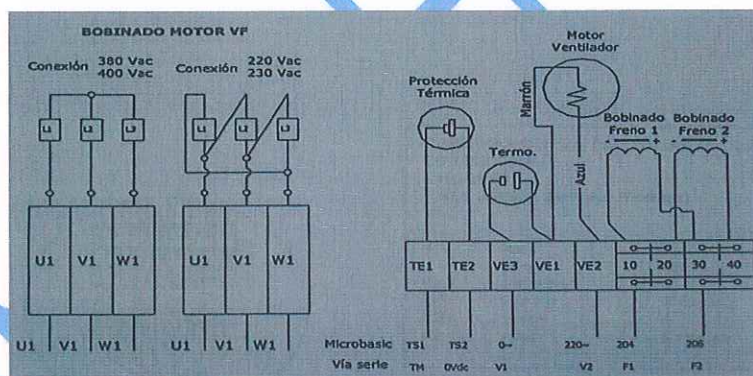 BOBINADO MOTOR VF
Conexión 380 Vac
400 Vac
Conexión 220 Vac
230 Vac
L1 L2 L3
L1 L2 L3
U1 V1 W1
U1 V1 W1
U1 V1 W1
U1 V1 W1
Motor
Ventilador
Protección
Térmica
Marrón
Termo.
Azul
Bobinado
Freno 1
Bobinado
Freno 2
- + - +
TE1 TE2 VE3 VE1 VE2 10 20 30 40
Microbasic TS1 TS2 0~ 220~ 204 206
Vía serie TM 0Vdc V1 V2 F1 F2